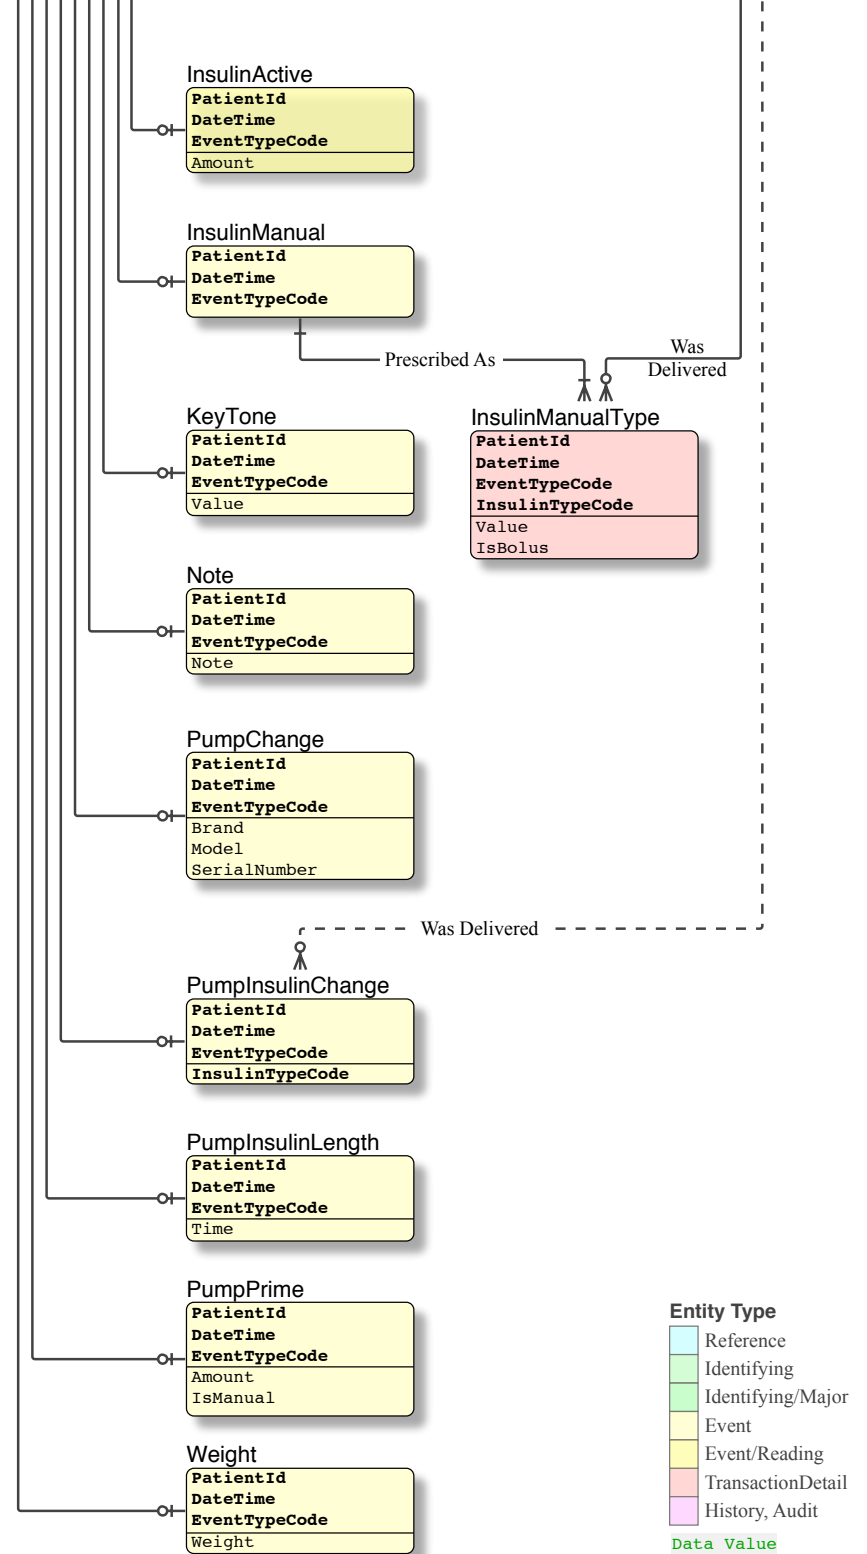 InsulinActive
PatientId
DateTime
EventTypeCode
Amount
InsulinManual
PatientId
DateTime
EventTypeCode
Prescribed As
Was
Delivered
KeyTone
PatientId
DateTime
EventTypeCode
Value
InsulinManualType
PatientId
DateTime
EventTypeCode
InsulinTypeCode
Value
IsBolus
Note
PatientId
DateTime
EventTypeCode
Note
PumpChange
PatientId
DateTime
EventTypeCode
Brand
Model
SerialNumber
Was Delivered
PumpInsulinChange
PatientId
DateTime
EventTypeCode
InsulinTypeCode
PumpInsulinLength
PatientId
DateTime
EventTypeCode
Time
PumpPrime
PatientId
DateTime
EventTypeCode
Amount
IsManual
Weight
PatientId
DateTime
EventTypeCode
Weight
Entity Type
Reference
Identifying
Identifying/Major
Event
Event/Reading
TransactionDetail
History, Audit
Data Value